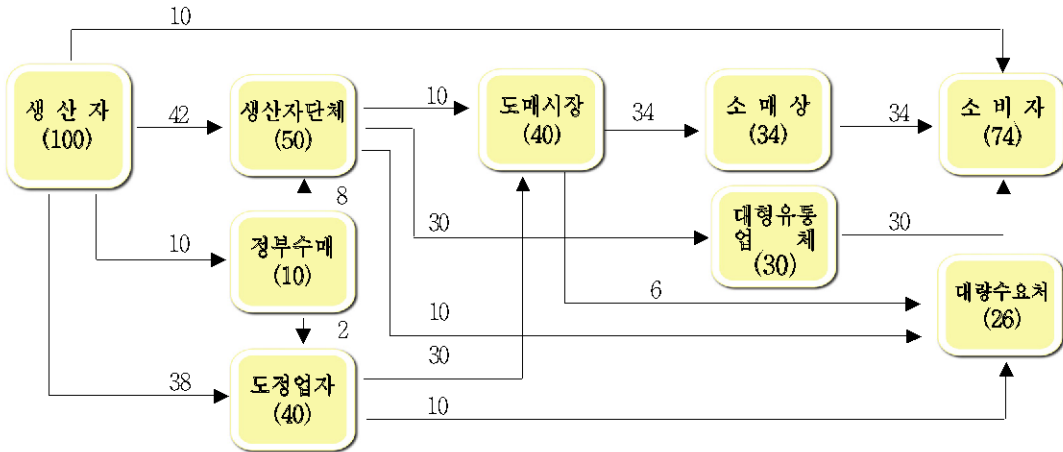 10
생 산 자
(100)
42
생산자단체
(50)
10
도매시장
(40)
34
소 매 상
(34)
34
소 비 자
(74)
8
10
정부수매
(10)
30
대형유통
업 체
(30)
30
6
대량수요처
(26)
10
2
30
38
도정업자
(40)
10